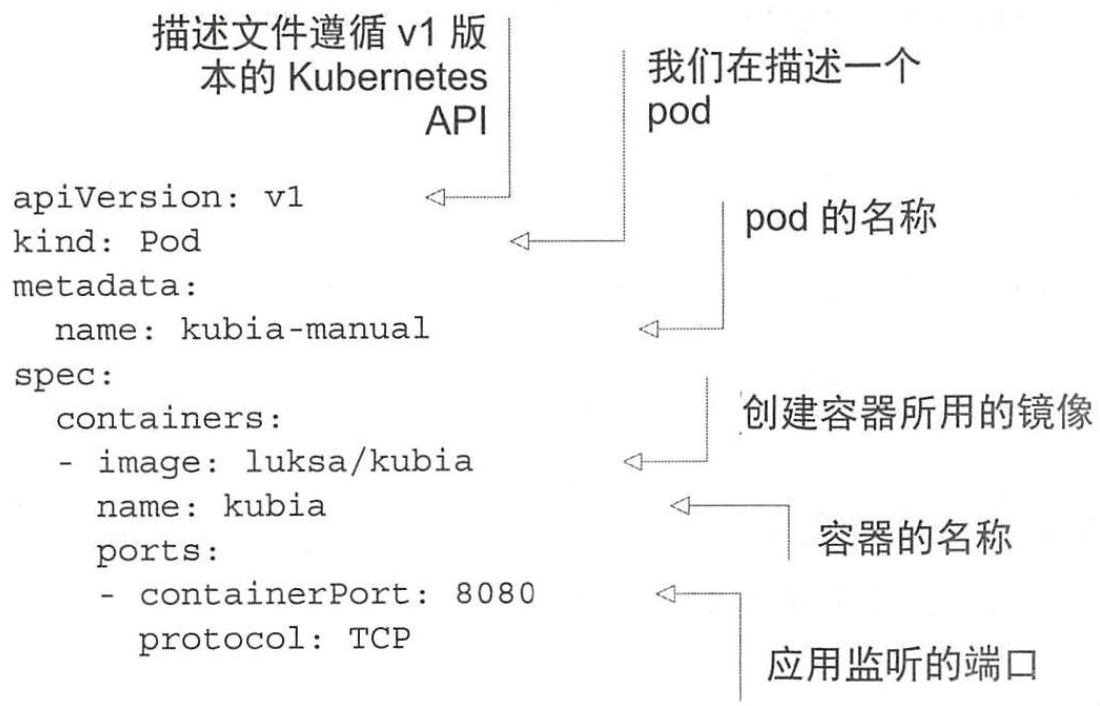 描述文件遵循 v1 版
本的 Kubernetes
API
我们在描述一个
pod
apiVersion: v1
kind: Pod
pod 的名称
metadata:
  name: kubia-manual
spec:
  containers:
创建容器所用的镜像
  - image: luksa/kubia
    name: kubia
容器的名称
    ports:
    - containerPort: 8080
      protocol: TCP
应用监听的端口